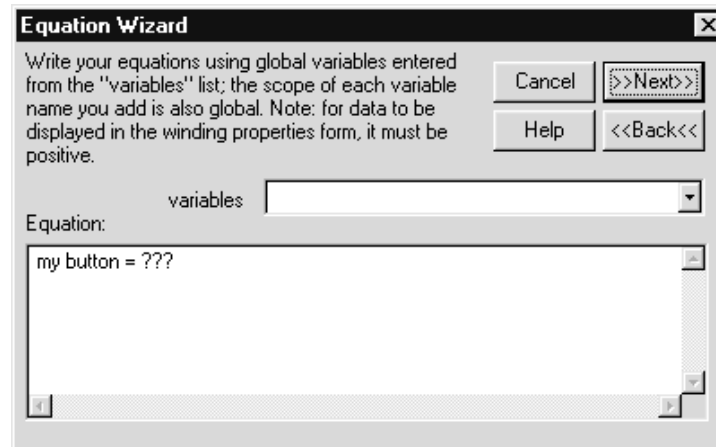 Equation Wizard
Write your equations using global variables entered
from the "variables" list; the scope of each variable
name you add is also global. Note: for data to be
displayed in the winding properties form, it must be
positive.
Cancel
>>Next>>
Help
<<Back<<
variables
Equation:
my button = ???